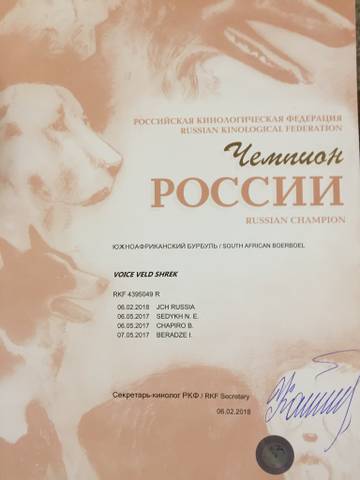 РОССИЙСКАЯ КИНОЛОГИЧЕСКАЯ ФЕДЕРАЦИЯ
RUSSIAN KINOLOGICAL FEDERATION
Чемпион
РОССИИ
RUSSIAN CHAMPION
ЮЖНОАФРИКАНСКИЙ БУРБУЛЬ / SOUTH AFRICAN BOERBOEL
VOICE VELD SHREK
RKF 4395049 R
06.02.2018 JCH RUSSIA
06.05.2017 SEDYKH N. E.
06.05.2017 CHAPIRO B.
07.05.2017 BERADZE I.
Секретарь-кинолог РКФ / RKF Secretary
06.02.2018